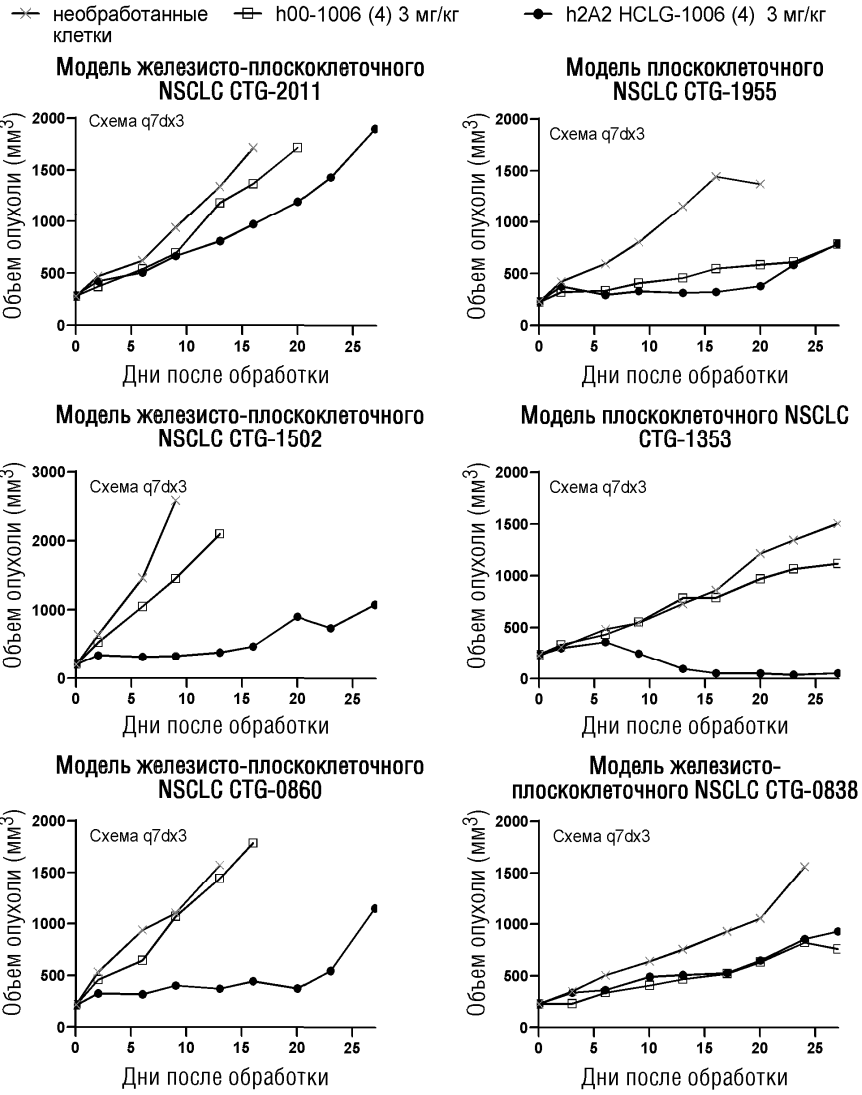 необработанные клетки
h00-1006 (4) 3 мг/кг
h2A2 HCLG-1006 (4) 3 мг/кг
Модель железисто-плоскоклеточного
NSCLC CTG-2011
Объем опухоли (мм3)
Схема q7dx3
2000
1500
1000
500
0
0 5 10 15 20 25
Дни после обработки
Модель плоскоклеточного
NSCLC CTG-1955
Объем опухоли (мм3)
Схема q7dx3
2000
1500
1000
500
0
0 5 10 15 20 25
Дни после обработки
Модель железисто-плоскоклеточного
NSCLC CTG-1502
Объем опухоли (мм3)
Схема q7dx3
3000
2000
1000
0
0 5 10 15 20 25
Дни после обработки
Модель плоскоклеточного NSCLC
CTG-1353
Объем опухоли (мм3)
Схема q7dx3
2000
1500
1000
500
0
0 5 10 15 20 25
Дни после обработки
Модель железисто-плоскоклеточного
NSCLC CTG-0860
Объем опухоли (мм3)
Схема q7dx3
2000
1500
1000
500
0
0 5 10 15 20 25
Дни после обработки
Модель железисто-
плоскоклеточного NSCLC CTG-0838
Объем опухоли (мм3)
Схема q7dx3
2000
1500
1000
500
0
0 5 10 15 20 25
Дни после обработки